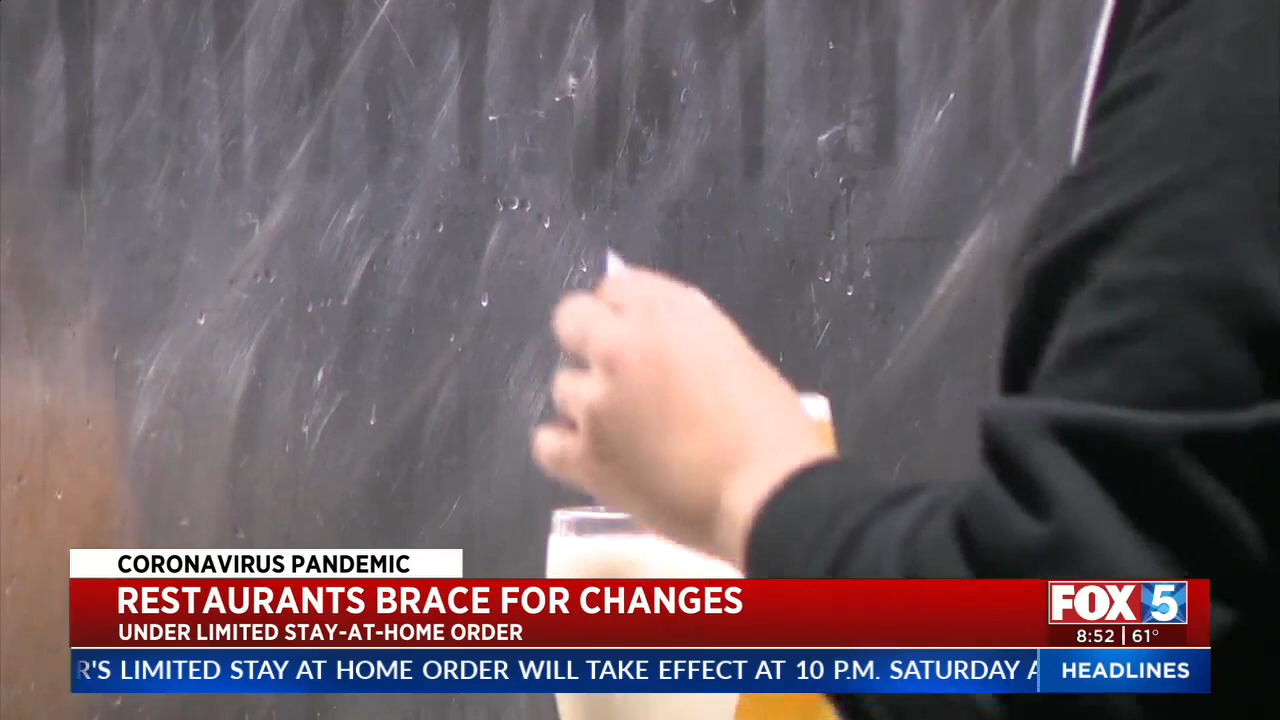 CORONAVIRUS PANDEMIC
RESTAURANTS BRACE FOR CHANGES
UNDER LIMITED STAY-AT-HOME ORDER
FOX 5
8:52 | 61°
R'S LIMITED STAY AT HOME ORDER WILL TAKE EFFECT AT 10 P.M. SATURDAY A
HEADLINES